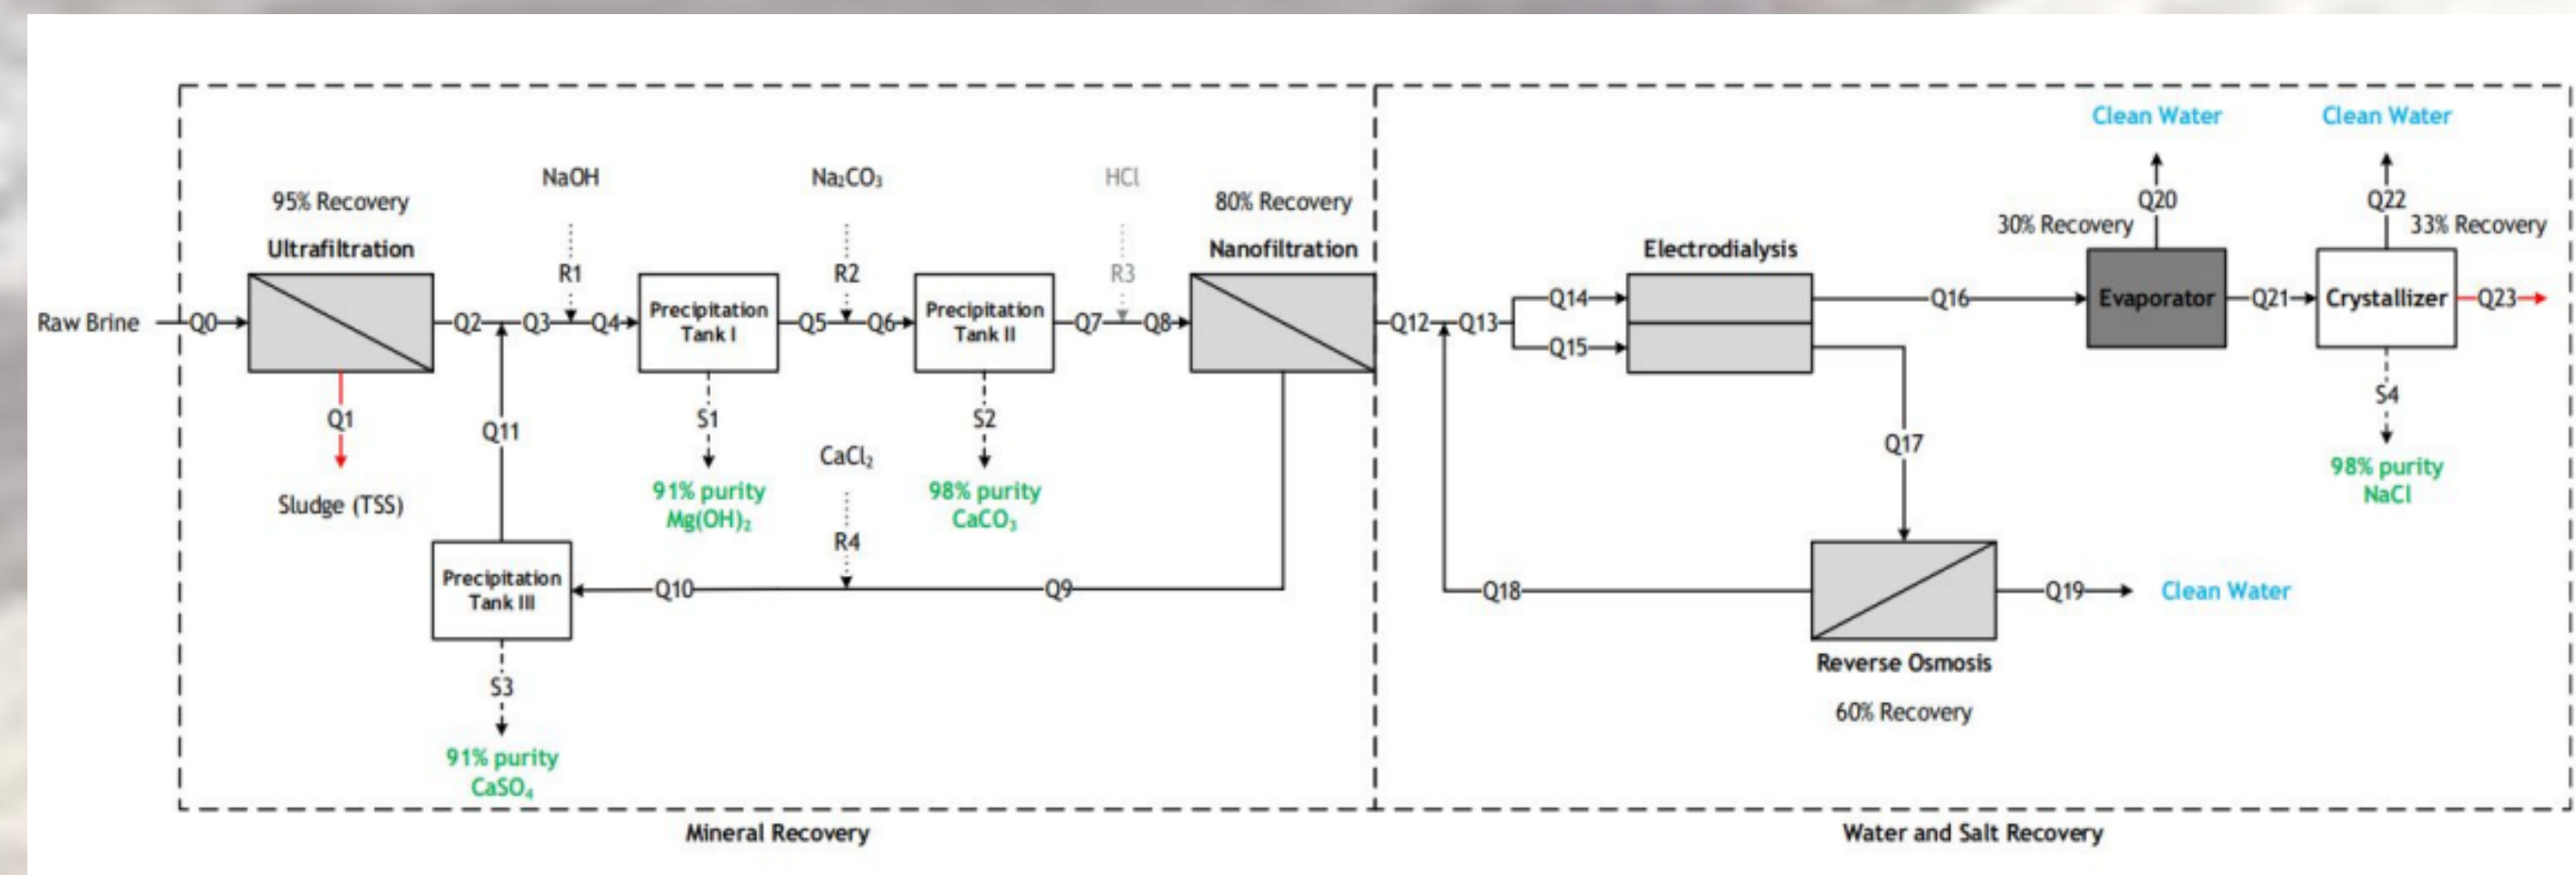 Clean Water
Clean Water
NaOH
Na₂CO₃
HCl
95% Recovery
80% Recovery
Q20
Q22
30% Recovery
33% Recovery
Ultrafiltration
Nanofiltration
Electrodialysis
R1
R2
R3
Raw Brine
Q0
Q2
Q3
Q4
Precipitation
Tank I
Q5
Q6
Precipitation
Tank II
Q7
Q8
Q12
Q13
Q14
Q15
Q16
Evaporator
Q21
Crystallizer
Q23
Q1
Q11
S1
S2
S4
Sludge (TSS)
91% purity
Mg(OH)₂
CaCl₂
98% purity
CaCO₃
Q17
98% purity
NaCl
R4
Precipitation
Tank III
Q10
Q9
Q18
Q19
Clean Water
Reverse Osmosis
60% Recovery
S3
91% purity
CaSO₄
Mineral Recovery
Water and Salt Recovery